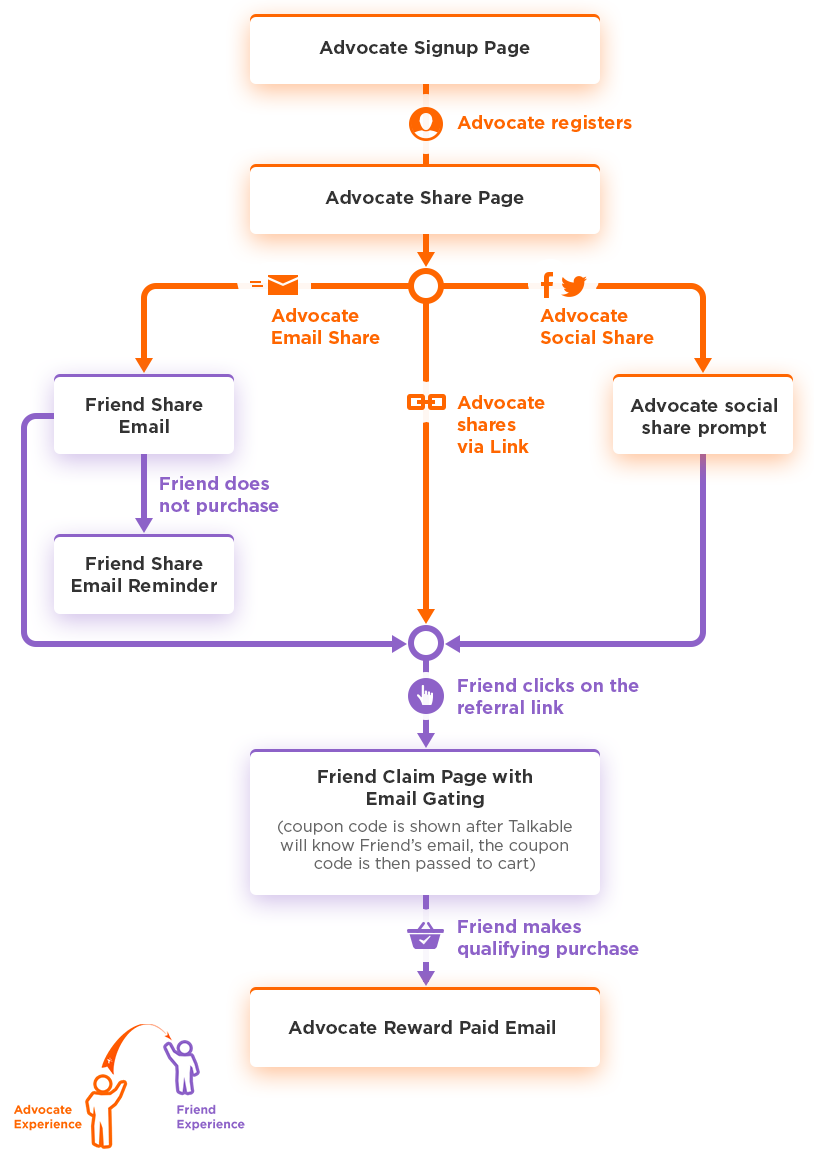 Advocate Signup Page
Advocate registers
Advocate Share Page
Advocate
Email Share
Advocate
Social Share
Friend Share
Email
Advocate
shares
via Link
Advocate social
share prompt
Friend does
not purchase
Friend Share
Email Reminder
Friend clicks on the
referral link
Friend Claim Page with
Email Gating
(coupon code is shown after Talkable
will know Friend’s email, the coupon
code is then passed to cart)
Friend makes
qualifying purchase
Advocate Reward Paid Email
Advocate
Experience
Friend
Experience